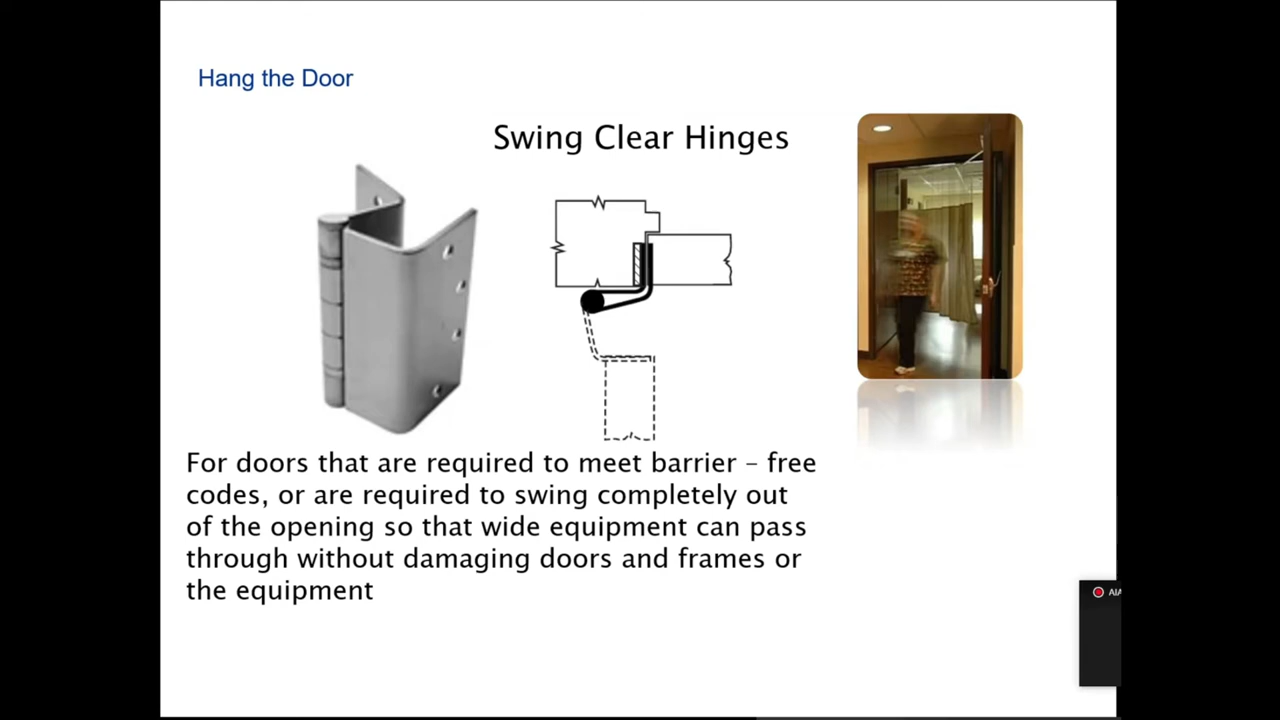 Hang the Door
Swing Clear Hinges
For doors that are required to meet barrier – free
codes, or are required to swing completely out
of the opening so that wide equipment can pass
through without damaging doors and frames or
the equipment
AIA